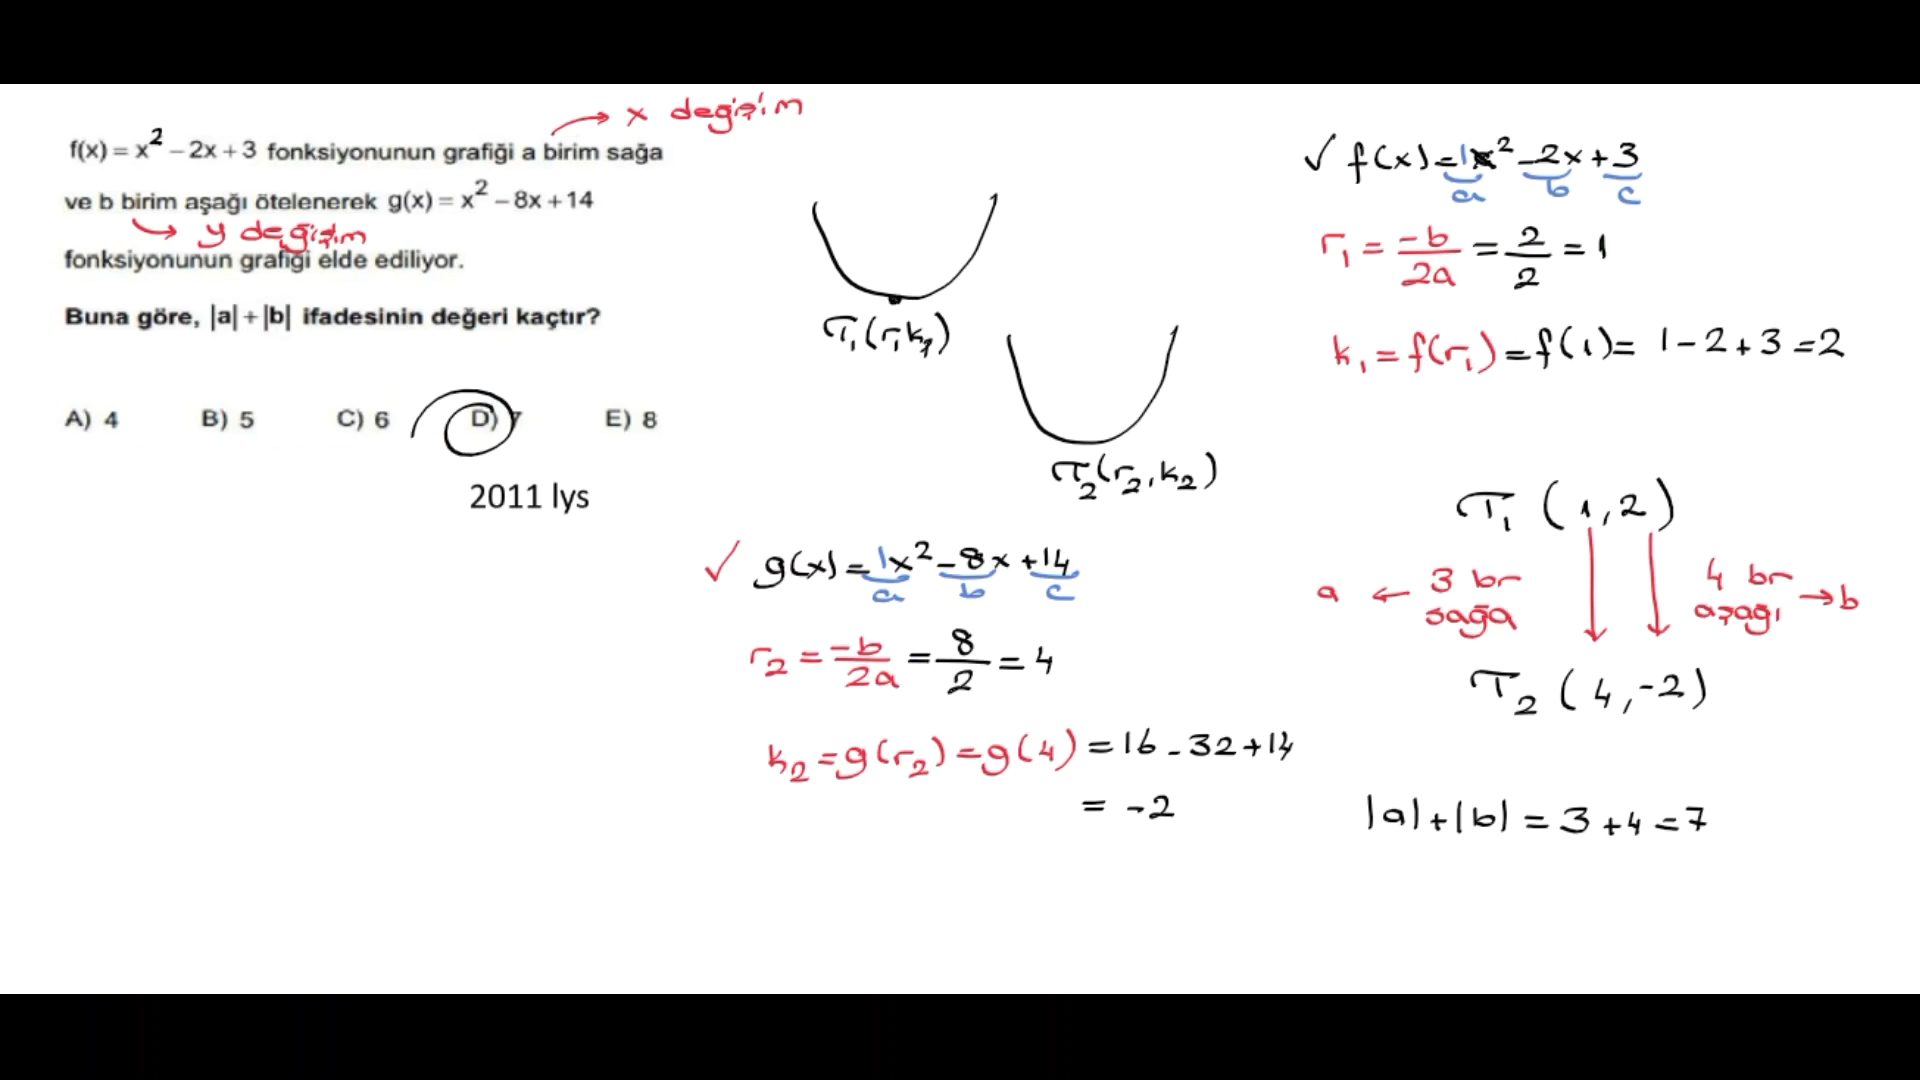 → x değişim
f(x) = x² − 2x + 3 fonksiyonunun grafiği a birim sağa
ve b birim aşağı ötelenerek g(x) = x² − 8x + 14
→ y değişim
fonksiyonunun grafiği elde ediliyor.
Buna göre, |a| + |b| ifadesinin değeri kaçtır?
A) 4 B) 5 C) 6 D) 7 E) 8
2011 lys
T₁(r₁k₁)
T₂(r₂,k₂)
✓ g(x) = 1x² − 8x + 14
a b c
r₂ = −b/2a = 8/2 = 4
k₂ = g(r₂) = g(4) = 16 − 32 + 14
= −2
✓ f(x) = 1x² − 2x + 3
a b c
r₁ = −b/2a = 2/2 = 1
k₁ = f(r₁) = f(1) = 1 − 2 + 3 = 2
T₁ (1,2)
a ← 3 br sağa 4 br aşağı → b
T₂ (4,−2)
|a| + |b| = 3 + 4 = 7